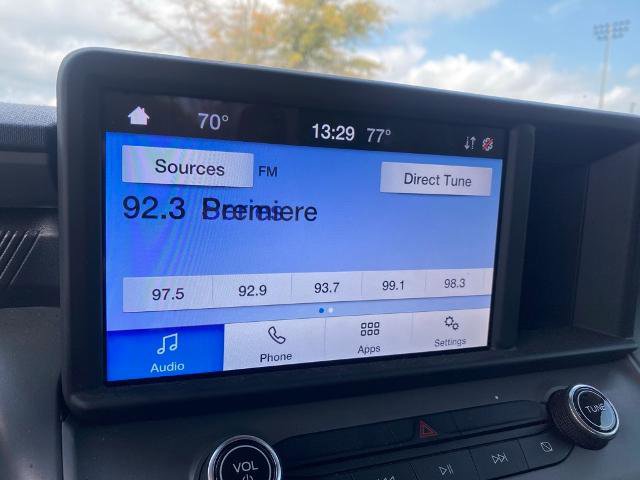 70° 13:29 77°
Sources FM Direct Tune
92.3 Premiere
97.5 92.9 93.7 99.1 98.3
Audio Phone Apps Settings
VOL TUNE